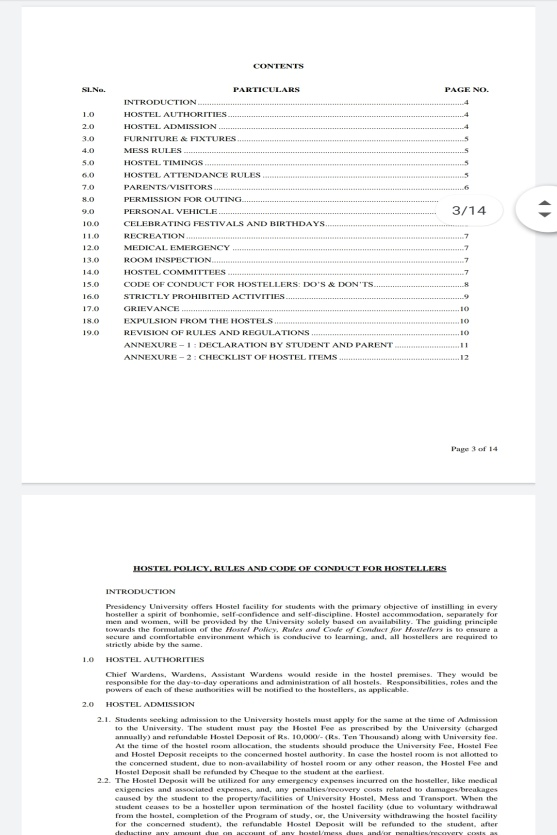 CONTENTS
Sl.No. PARTICULARS PAGE NO.
INTRODUCTION ..........4
1.0 HOSTEL AUTHORITIES ..........4
2.0 HOSTEL ADMISSION ..........4
3.0 FURNITURE & FIXTURES ..........5
4.0 MESS RULES ..........5
5.0 HOSTEL TIMINGS ..........5
6.0 HOSTEL ATTENDANCE RULES ..........5
7.0 PARENTS/VISITORS ..........6
8.0 PERMISSION FOR OUTING..........
9.0 PERSONAL VEHICLE ..........
3/14
10.0 CELEBRATING FESTIVALS AND BIRTHDAYS..........
11.0 RECREATION ..........7
12.0 MEDICAL EMERGENCY ..........7
13.0 ROOM INSPECTION..........7
14.0 HOSTEL COMMITTEES ..........7
15.0 CODE OF CONDUCT FOR HOSTELLERS: DO'S & DON'TS..........8
16.0 STRICTLY PROHIBITED ACTIVITIES ..........9
17.0 GRIEVANCE ..........10
18.0 EXPULSION FROM THE HOSTELS ..........10
19.0 REVISION OF RULES AND REGULATIONS ..........10
ANNEXURE – 1 : DECLARATION BY STUDENT AND PARENT ..........11
ANNEXURE – 2 : CHECKLIST OF HOSTEL ITEMS ..........12
Page 3 of 14
HOSTEL POLICY, RULES AND CODE OF CONDUCT FOR HOSTELLERS
INTRODUCTION
Presidency University offers Hostel facility for students with the primary objective of instilling in every
hosteller a spirit of bonhomie, self-confidence and self-discipline. Hostel accommodation, separately for
men and women, will be provided by the University solely based on availability. The guiding principle
towards the formulation of the Hostel Policy, Rules and Code of Conduct for Hostellers is to ensure a
secure and comfortable environment which is conducive to learning, and, all hostellers are required to
strictly abide by the same.
1.0 HOSTEL AUTHORITIES
Chief Wardens, Wardens, Assistant Wardens would reside in the hostel premises. They would be
responsible for the day-to-day operations and administration of all hostels. Responsibilities, roles and the
powers of each of these authorities will be notified to the hostellers, as applicable.
2.0 HOSTEL ADMISSION
2.1. Students seeking admission to the University hostels must apply for the same at the time of Admission
to the University. The student must pay the Hostel Fee as prescribed by the University (charged
annually) and refundable Hostel Deposit of Rs. 10,000/- (Rs. Ten Thousand) along with University fee.
At the time of the hostel room allocation, the students should produce the University Fee, Hostel Fee
and Hostel Deposit receipts to the concerned hostel authority. In case the hostel room is not allotted to
the concerned student, due to non-availability of hostel room or any other reason, the Hostel Fee and
Hostel Deposit shall be refunded by Cheque to the student at the earliest.
2.2. The Hostel Deposit will be utilized for any emergency expenses incurred on the hosteller, like medical
exigencies and associated expenses, and, any penalties/recovery costs related to damages/breakages
caused by the student to the property/facilities of University Hostel, Mess and Transport. When the
student ceases to be a hosteller upon termination of the hostel facility (due to voluntary withdrawal
from the hostel, completion of the Program of study, or, the University withdrawing the hostel facility
for the concerned student), the refundable Hostel Deposit will be refunded to the student, after
deducting any amount due on account of any hostel/mess dues and/or penalties/recovery costs as